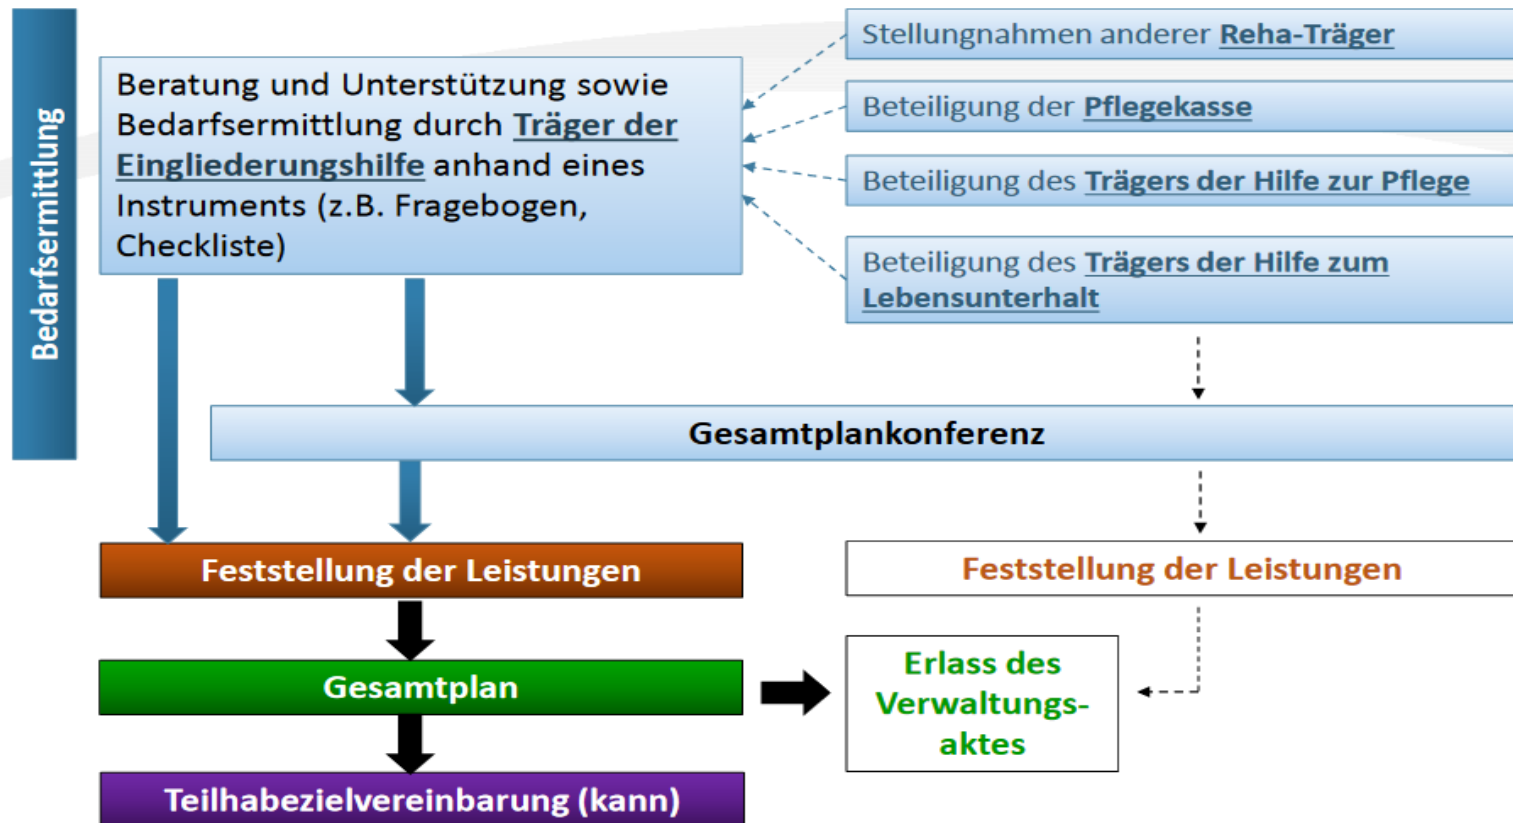 Bedarfsermittlung
Beratung und Unterstützung sowie
Bedarfsermittlung durch Träger der
Eingliederungshilfe anhand eines
Instruments (z.B. Fragebogen,
Checkliste)
Stellungnahmen anderer Reha-Träger
Beteiligung der Pflegekasse
Beteiligung des Trägers der Hilfe zur Pflege
Beteiligung des Trägers der Hilfe zum
Lebensunterhalt
Gesamtplankonferenz
Feststellung der Leistungen
Feststellung der Leistungen
Gesamtplan
Erlass des
Verwaltungs-
aktes
Teilhabezielvereinbarung (kann)